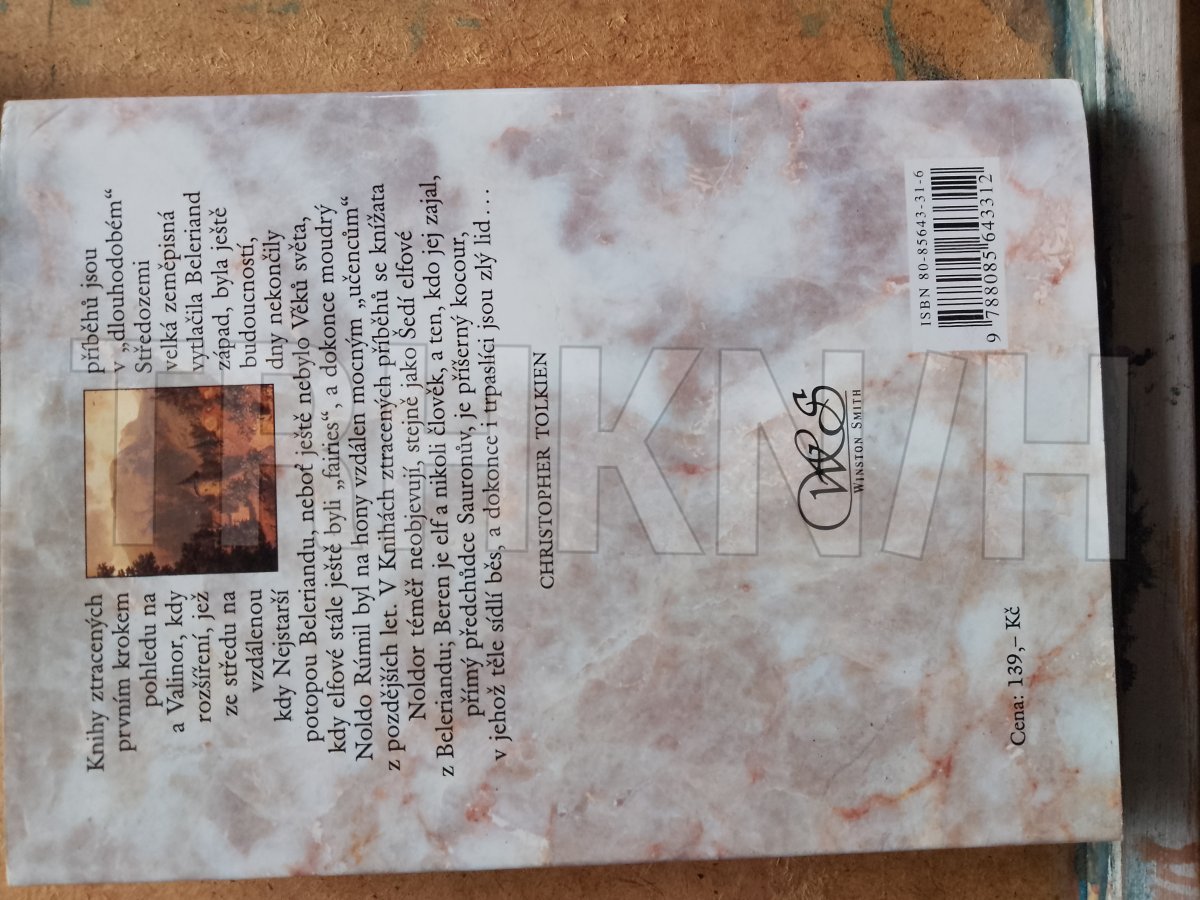 Knihy ztracených příběhů jsou
prvním krokem v „dlouhodobém“
pohledu na Středozemi
a Valinor, kdy velká zeměpisná
rozšíření, jež vytlačila Beleriand
ze středu na západ, byla ještě
vzdálenou budoucností,
kdy Nejstarší dny nekončily
potopou Beleriandu, neboť ještě nebylo Věků světa,
kdy elfové stále ještě byli „fairies“, a dokonce moudrý
Noldo Rúmil byl na hony vzdálen mocným „učencům“
z pozdějších let. V Knihách ztracených příběhů se knížata
Noldor téměř neobjevují, stejně jako Šedí elfové
z Beleriandu; Beren je elf a nikoli člověk, a ten, kdo jej zajal,
přímý předchůdce Sauronův, je příšerný kocour,
v jehož těle sídlí běs, a dokonce i trpaslíci jsou zlý lid...
CHRISTOPHER TOLKIEN
WS
WINSTON SMITH
Cena: 139,– Kč
ISBN 80-85643-31-6
9 788085 643312
TRHKNIH